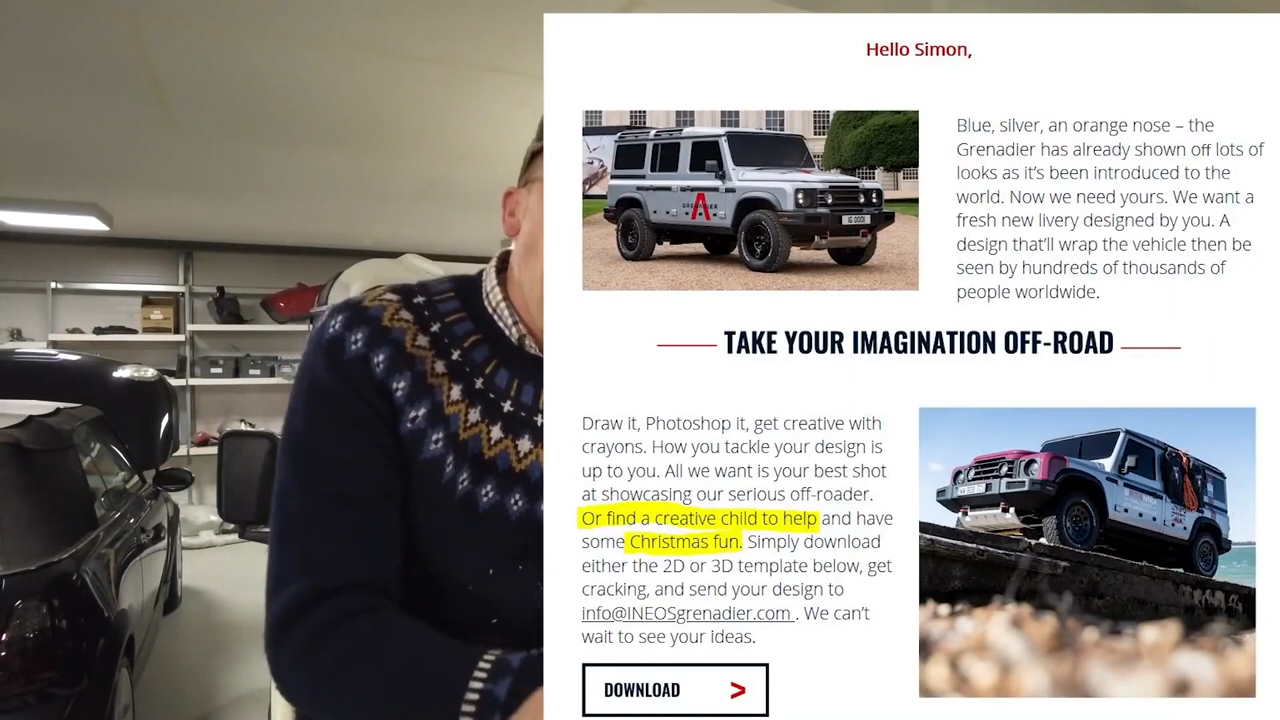 Hello Simon,
GRENADIER
IG 0001
Blue, silver, an orange nose – the
Grenadier has already shown off lots of
looks as it's been introduced to the
world. Now we need yours. We want a
fresh new livery designed by you. A
design that'll wrap the vehicle then be
seen by hundreds of thousands of
people worldwide.
TAKE YOUR IMAGINATION OFF-ROAD
Draw it, Photoshop it, get creative with
crayons. How you tackle your design is
up to you. All we want is your best shot
at showcasing our serious off-roader.
Or find a creative child to help and have
some Christmas fun. Simply download
either the 2D or 3D template below, get
cracking, and send your design to
info@INEOSgrenadier.com . We can't
wait to see your ideas.
DOWNLOAD >